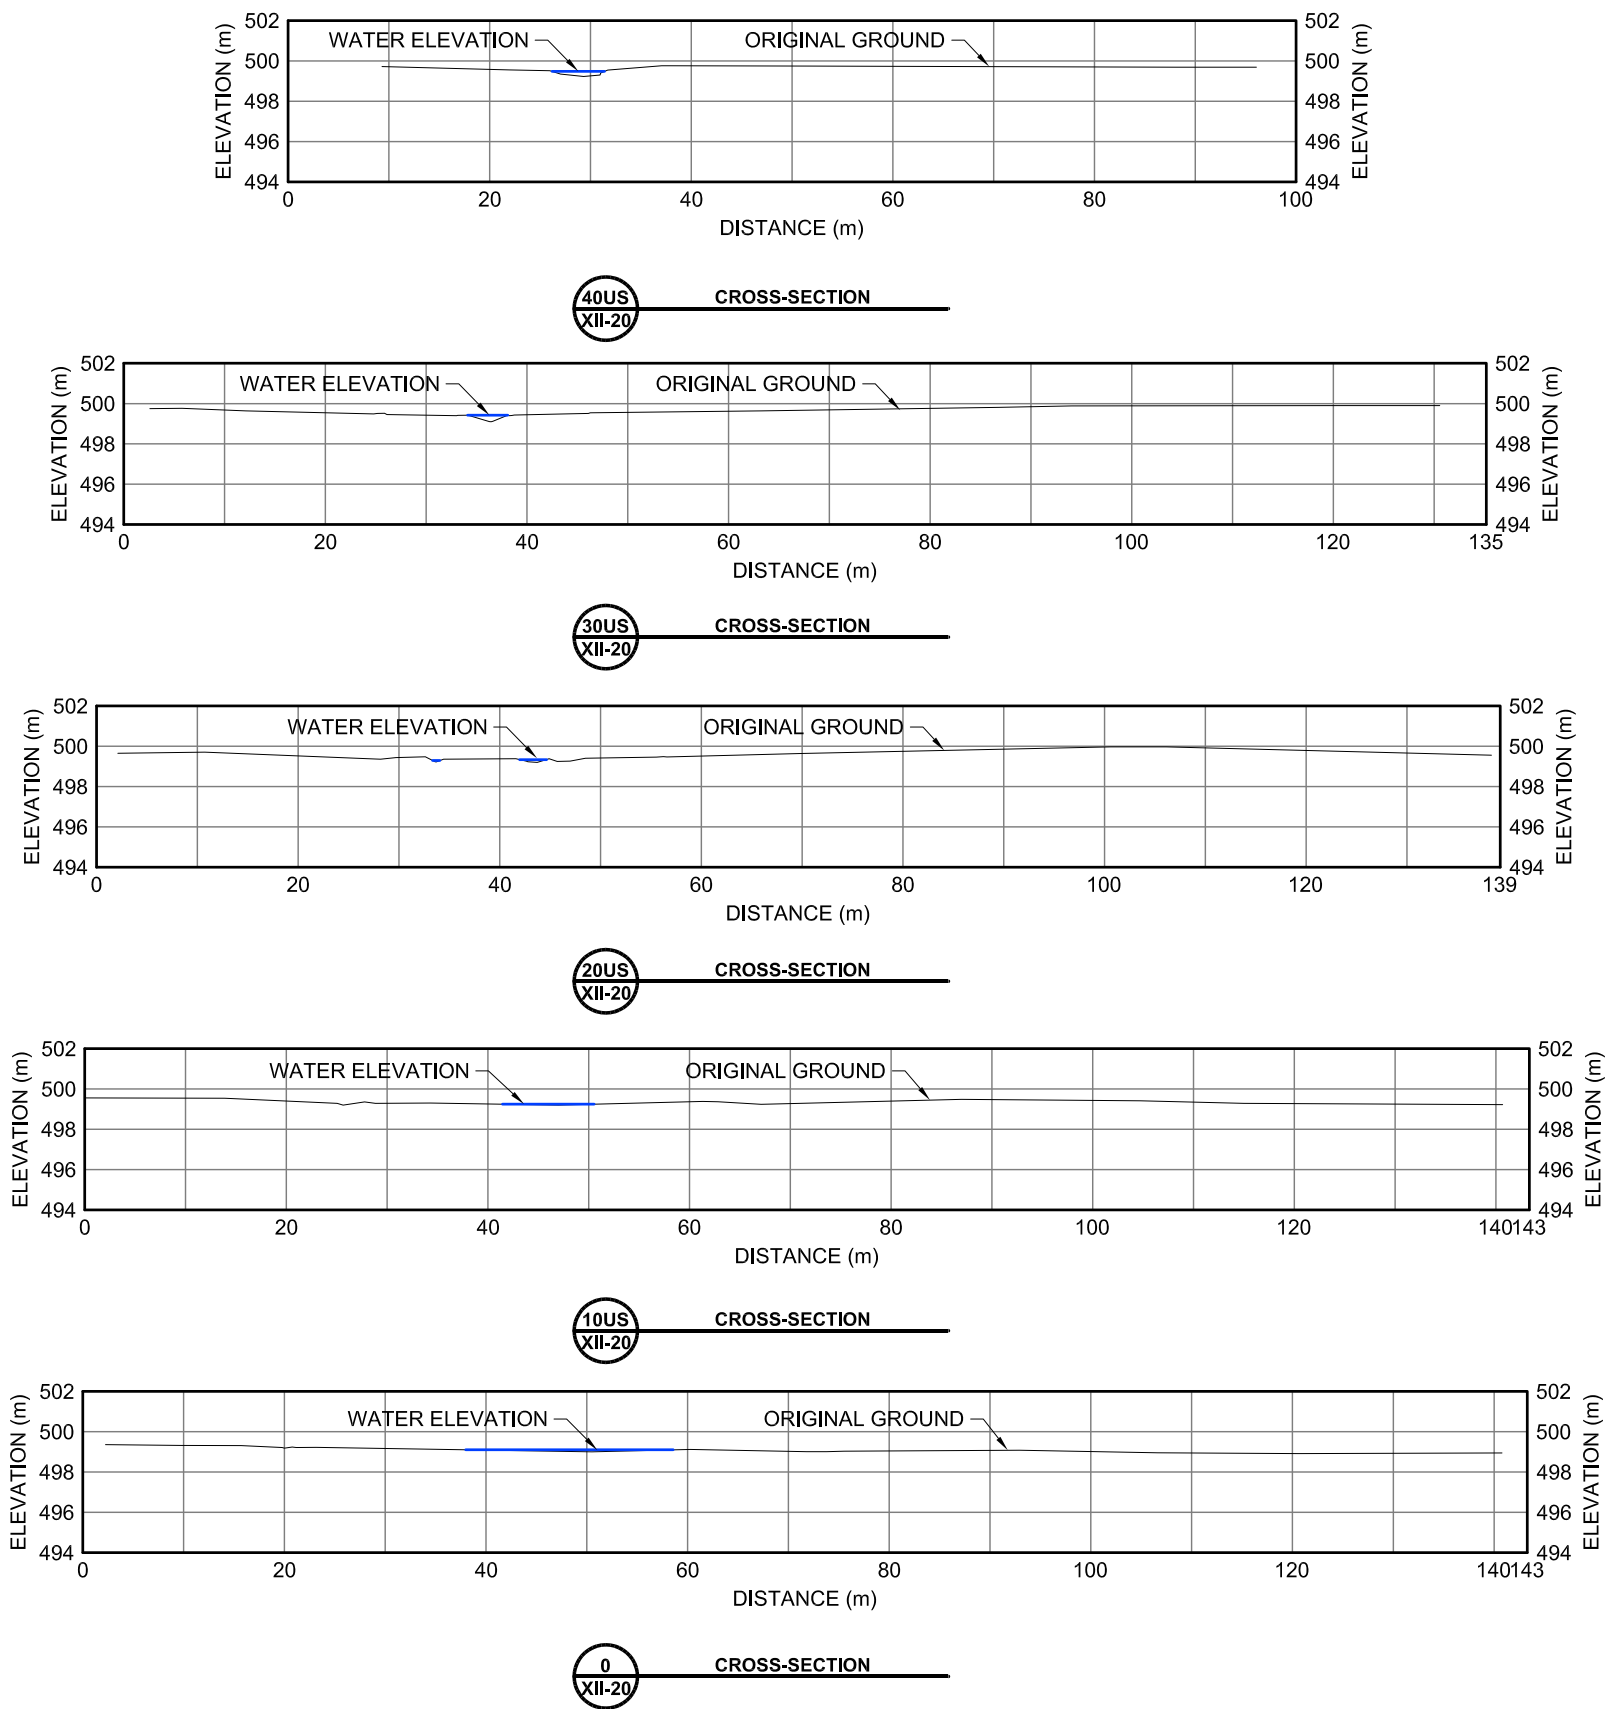 502 502
WATER ELEVATION ORIGINAL GROUND
500 500
498 498
496 496
494 494
ELEVATION (m) ELEVATION (m)
0 20 40 60 80 100
DISTANCE (m)
40US CROSS-SECTION
XII-20
502 502
WATER ELEVATION ORIGINAL GROUND
500 500
498 498
496 496
494 494
ELEVATION (m) ELEVATION (m)
0 20 40 60 80 100 120 135
DISTANCE (m)
30US CROSS-SECTION
XII-20
502 502
WATER ELEVATION ORIGINAL GROUND
500 500
498 498
496 496
494 494
ELEVATION (m) ELEVATION (m)
0 20 40 60 80 100 120 139
DISTANCE (m)
20US CROSS-SECTION
XII-20
502 502
WATER ELEVATION ORIGINAL GROUND
500 500
498 498
496 496
494 494
ELEVATION (m) ELEVATION (m)
0 20 40 60 80 100 120 140143
DISTANCE (m)
10US CROSS-SECTION
XII-20
502 502
WATER ELEVATION ORIGINAL GROUND
500 500
498 498
496 496
494 494
ELEVATION (m) ELEVATION (m)
0 20 40 60 80 100 120 140143
DISTANCE (m)
0 CROSS-SECTION
XII-20